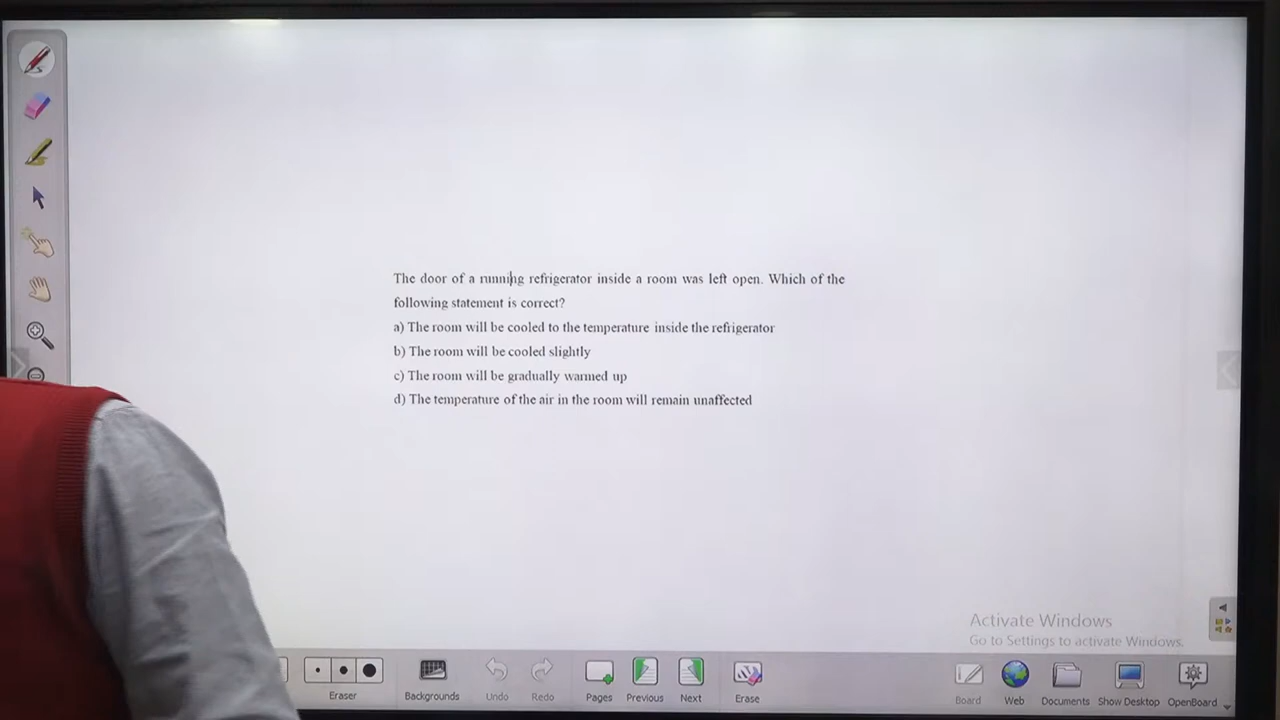 The door of a running refrigerator inside a room was left open. Which of the
following statement is correct?
a) The room will be cooled to the temperature inside the refrigerator
b) The room will be cooled slightly
c) The room will be gradually warmed up
d) The temperature of the air in the room will remain unaffected
Activate Windows
Go to Settings to activate Windows.
Eraser
Backgrounds
Undo
Redo
Pages
Previous
Next
Erase
Board
Web
Documents
Show Desktop
OpenBoard